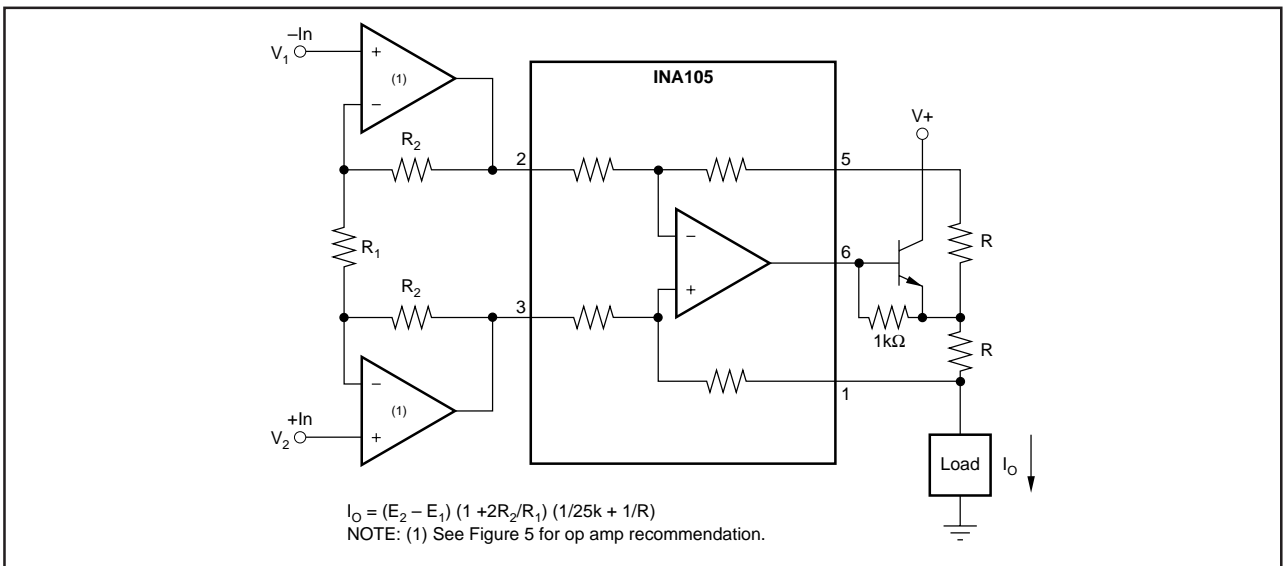 –In
V1
+
(1)
–
R2
R1
R2
–
(1)
+
+In
V2
INA105
2
5
–
+
6
3
1
V+
R
1kΩ
R
Load
IO
IO = (E2 – E1) (1 +2R2/R1) (1/25k + 1/R)
NOTE: (1) See Figure 5 for op amp recommendation.